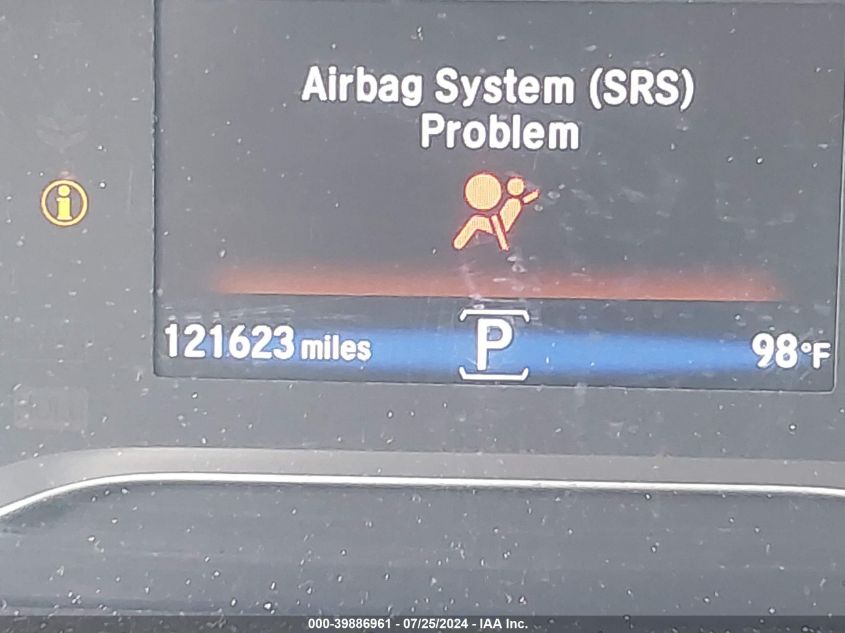 Airbag System (SRS)
Problem
121623 miles
P
98°F
000-39886961 - 07/25/2024 - IAA Inc.